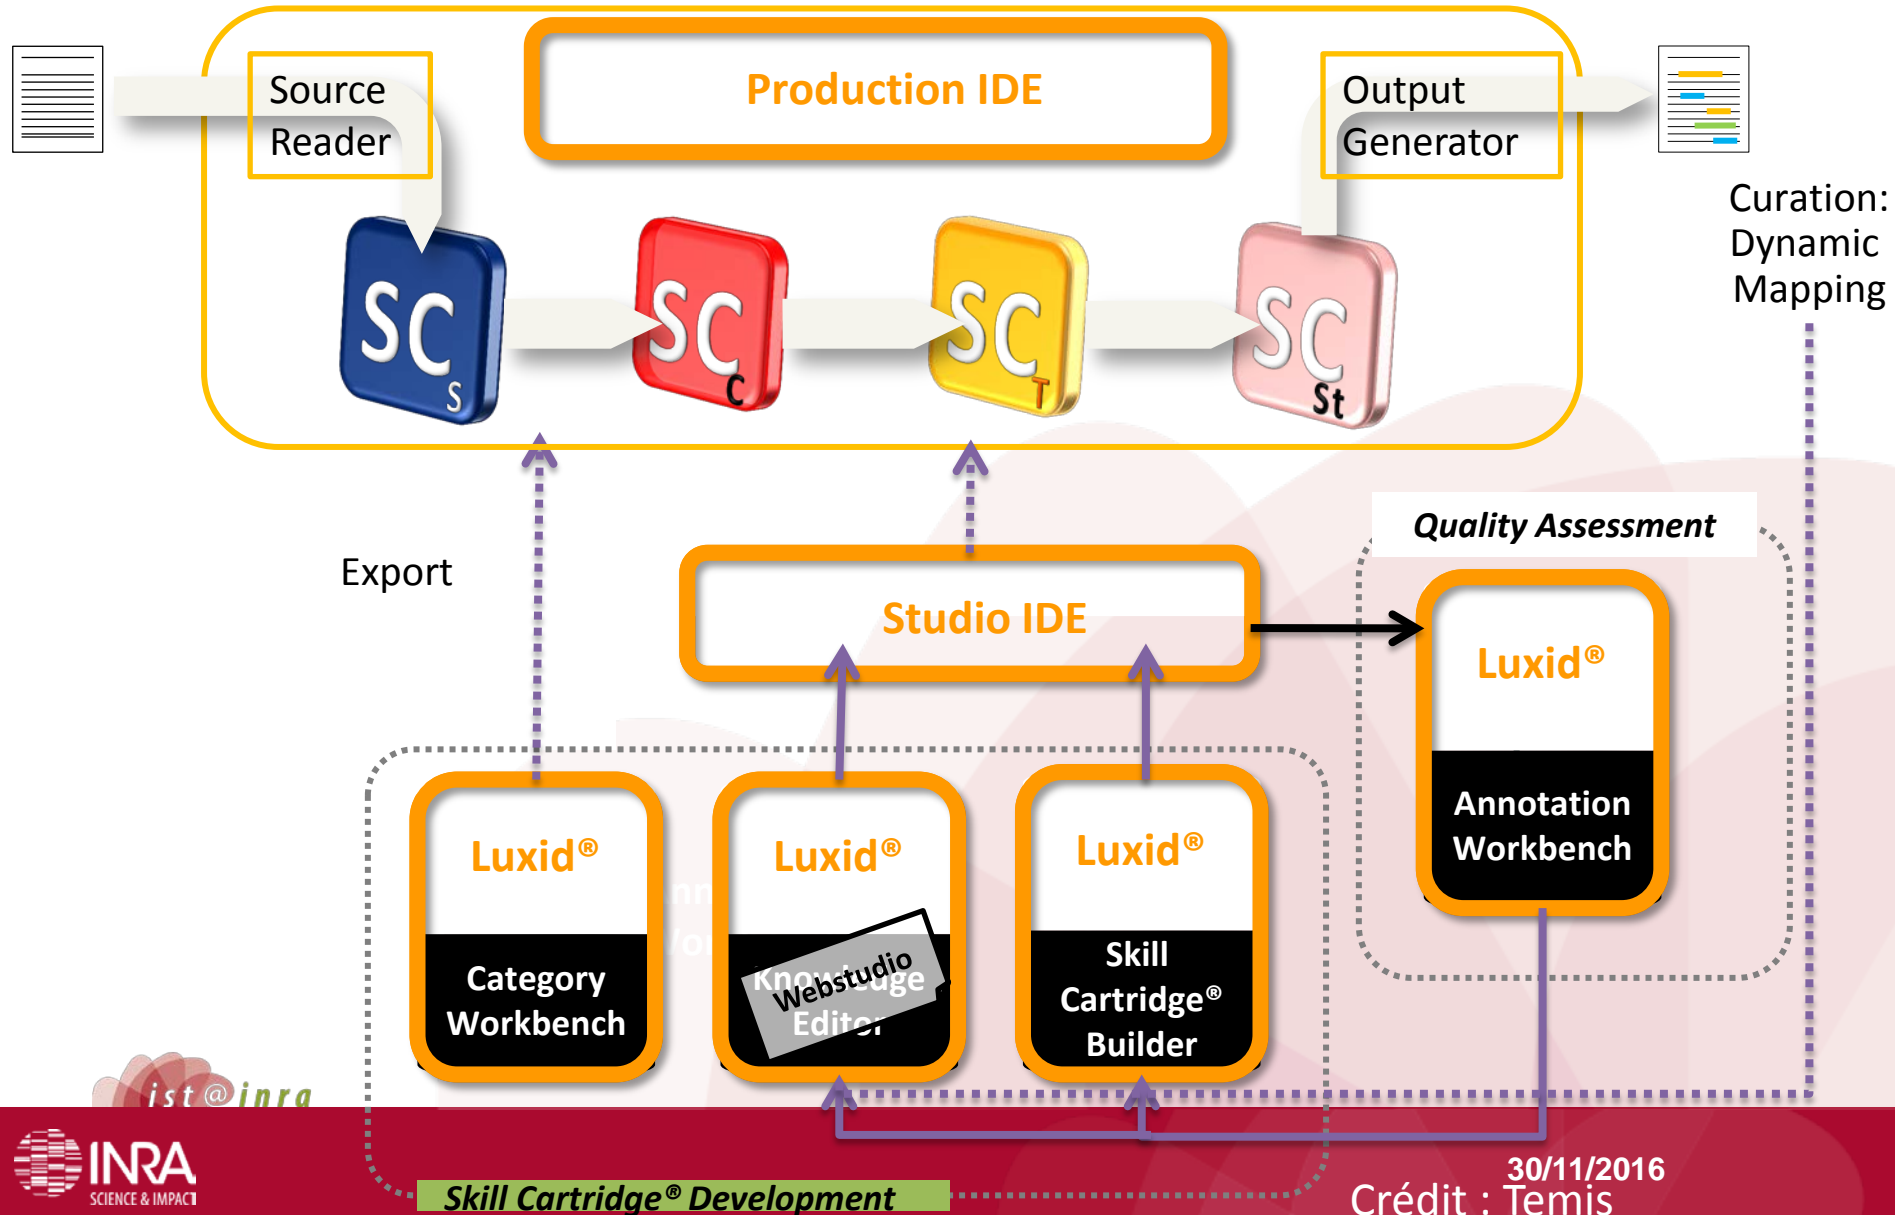 Production IDE
Source
Reader
Output
Generator
Curation:
Dynamic
Mapping
SC
S
SC
C
SC
T
SC
St
Export
Quality Assessment
Studio IDE
Luxid®
Annotation
Workbench
Luxid®
Category
Workbench
Luxid®
Knowledge
Editor
Webstudio
Luxid®
Skill
Cartridge®
Builder
ist@inra
INRA
SCIENCE & IMPACT
Skill Cartridge® Development
30/11/2016
Crédit : Temis